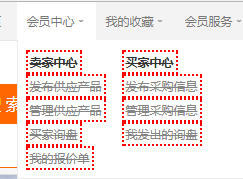 会员中心 我的收藏 会员服务
卖家中心 买家中心
发布供应产品 发布采购信息
管理供应产品 管理采购信息
买家询盘 我发出的询盘
我的报价单
索